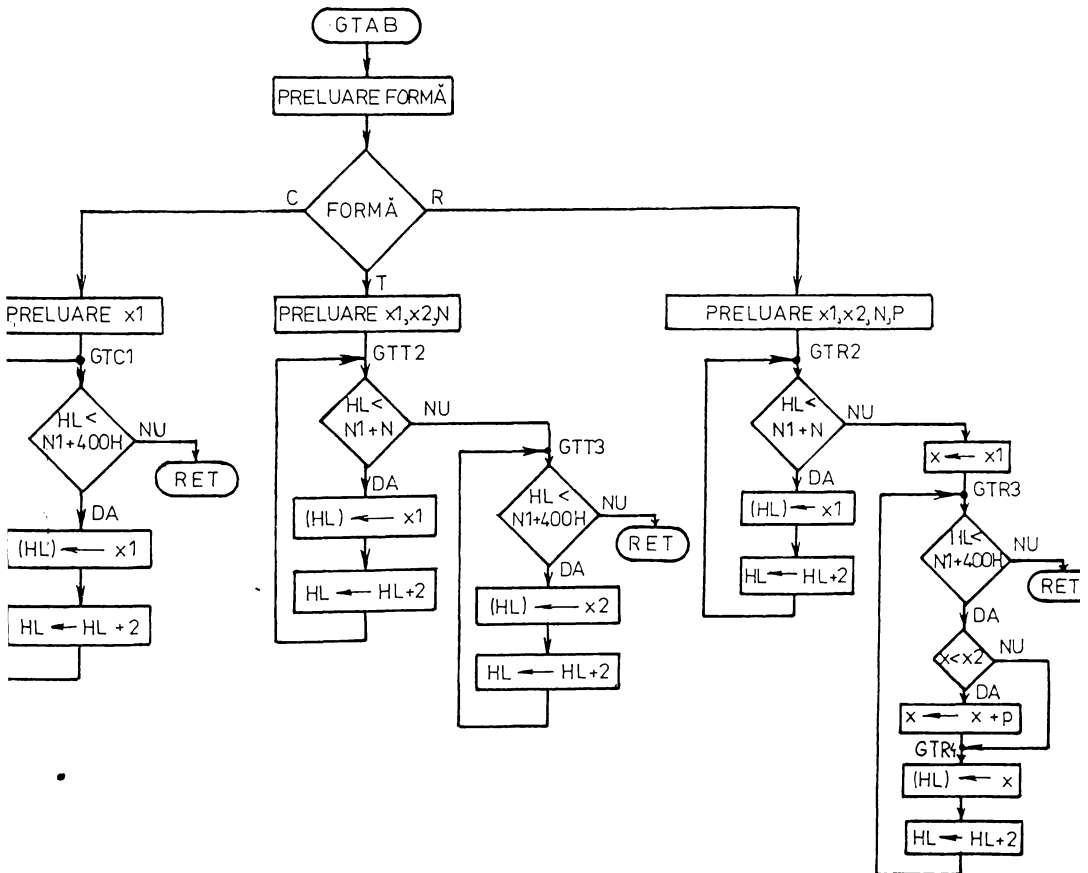 GTAB
PRELUARE FORMĂ
FORMĂ
C
R
T
PRELUARE x1
GTC1
HL <
N1+400H
NU
RET
DA
(HL) ← x1
HL ← HL +2
PRELUARE x1,x2,N
GTT2
HL <
N1+N
NU
DA
(HL) ← x1
HL ← HL+2
GTT3
HL <
N1+400H
NU
RET
DA
(HL) ← x2
HL ← HL+2
PRELUARE x1,x2,N,P
GTR2
HL <
N1+N
NU
DA
(HL) ← x1
HL ← HL+2
x ← x1
GTR3
HL<
N1+400H
NU
RET
DA
x<x2
NU
DA
x ← x +p
GTR4
(HL) ← x
HL ← HL+2